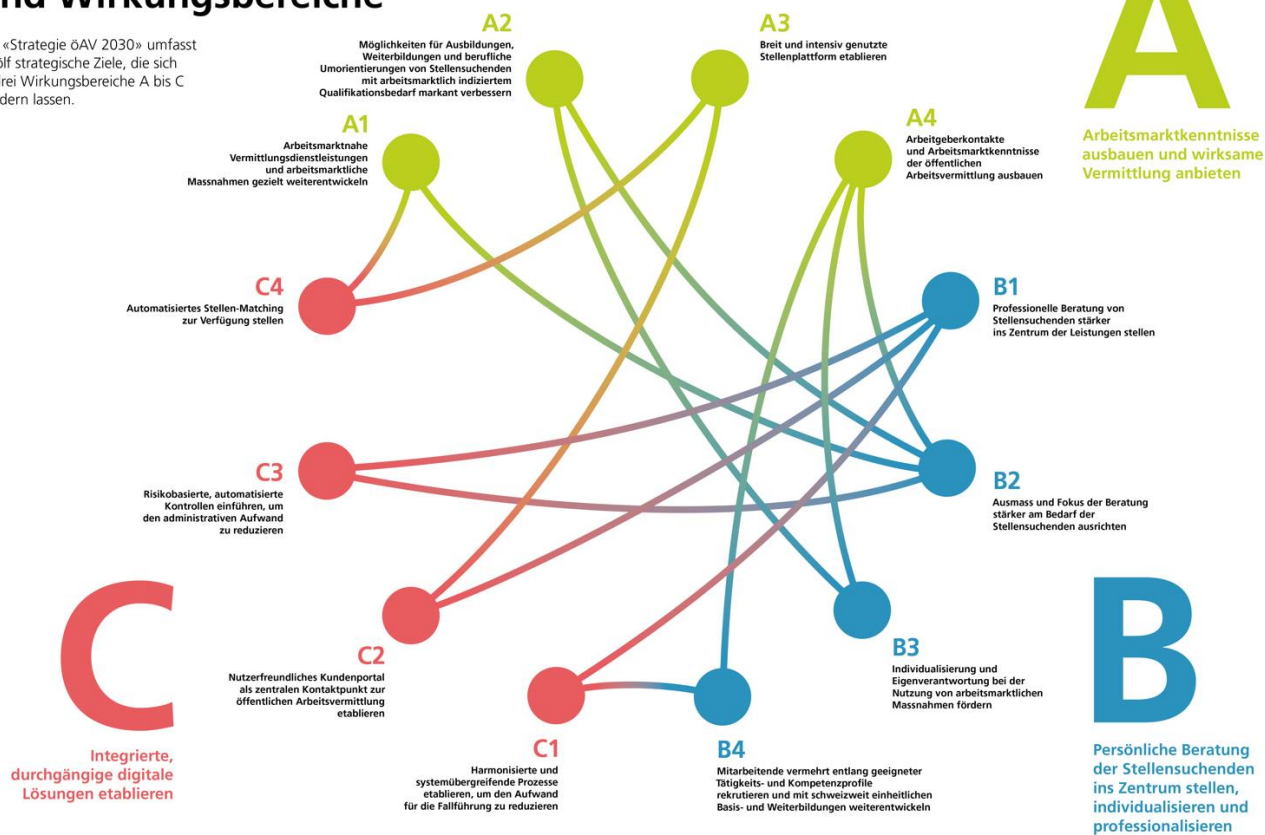 nd Wirkungsbereiche
«Strategie öAV 2030» umfasst
lf strategische Ziele, die sich
rei Wirkungsbereiche A bis C
dern lassen.
A2
Möglichkeiten für Ausbildungen,
Weiterbildungen und berufliche
Umorientierungen von Stellensuchenden
mit arbeitsmarktlich indiziertem
Qualifikationsbedarf markant verbessern
A3
Breit und intensiv genutzte
Stellenplattform etablieren
A
Arbeitsmarktkenntnisse
ausbauen und wirksame
Vermittlung anbieten
A1
Arbeitsmarktnahe
Vermittlungsdienstleistungen
und arbeitsmarktliche
Massnahmen gezielt weiterentwickeln
A4
Arbeitgeberkontakte
und Arbeitsmarktkenntnisse
der öffentlichen
Arbeitsvermittlung ausbauen
C4
Automatisiertes Stellen-Matching
zur Verfügung stellen
B1
Professionelle Beratung von
Stellensuchenden stärker
ins Zentrum der Leistungen stellen
C3
Risikobasierte, automatisierte
Kontrollen einführen, um
den administrativen Aufwand
zu reduzieren
B2
Ausmass und Fokus der Beratung
stärker am Bedarf der
Stellensuchenden ausrichten
C
Integrierte,
durchgängige digitale
Lösungen etablieren
C2
Nutzerfreundliches Kundenportal
als zentralen Kontaktpunkt zur
öffentlichen Arbeitsvermittlung
etablieren
B3
Individualisierung und
Eigenverantwortung bei der
Nutzung von arbeitsmarktlichen
Massnahmen fördern
C1
Harmonisierte und
systemübergreifende Prozesse
etablieren, um den Aufwand
für die Fallführung zu reduzieren
B4
Mitarbeitende vermehrt entlang geeigneter
Tätigkeits- und Kompetenzprofile
rekrutieren und mit schweizweit einheitlichen
Basis- und Weiterbildungen weiterentwickeln
B
Persönliche Beratung
der Stellensuchenden
ins Zentrum stellen,
individualisieren und
professionalisieren